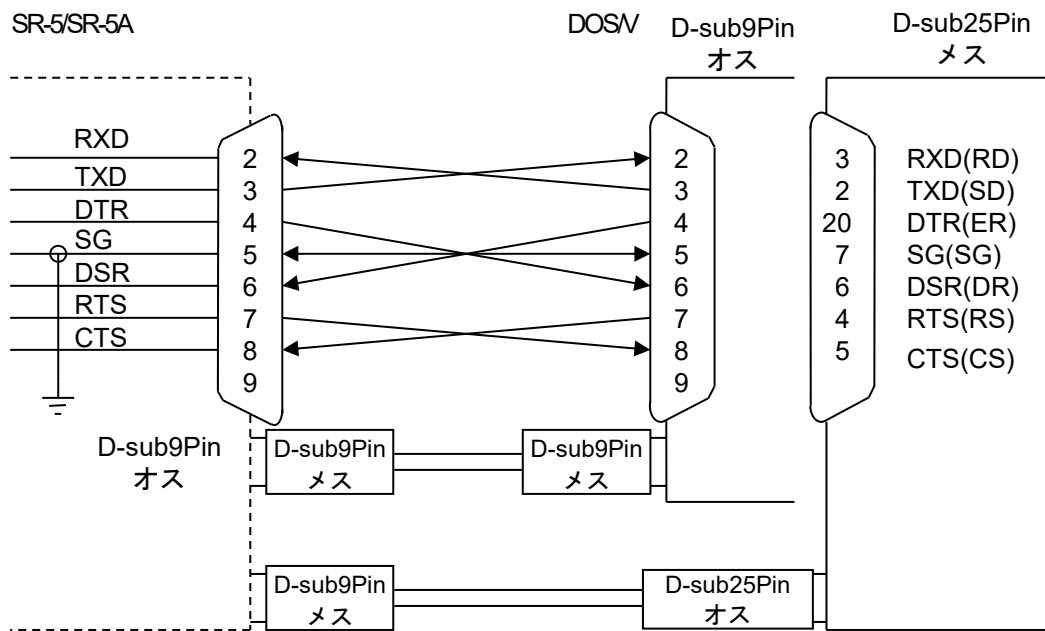 SR-5/SR-5A
DOS/V
D-sub9Pin
オス
D-sub25Pin
メス
RXD
TXD
DTR
SG
DSR
RTS
CTS
2
3
4
5
6
7
8
9
2
3
4
5
6
7
8
9
3 RXD(RD)
2 TXD(SD)
20 DTR(ER)
7 SG(SG)
6 DSR(DR)
4 RTS(RS)
5 CTS(CS)
D-sub9Pin
オス
D-sub9Pin
メス
D-sub9Pin
メス
D-sub9Pin
メス
D-sub25Pin
オス